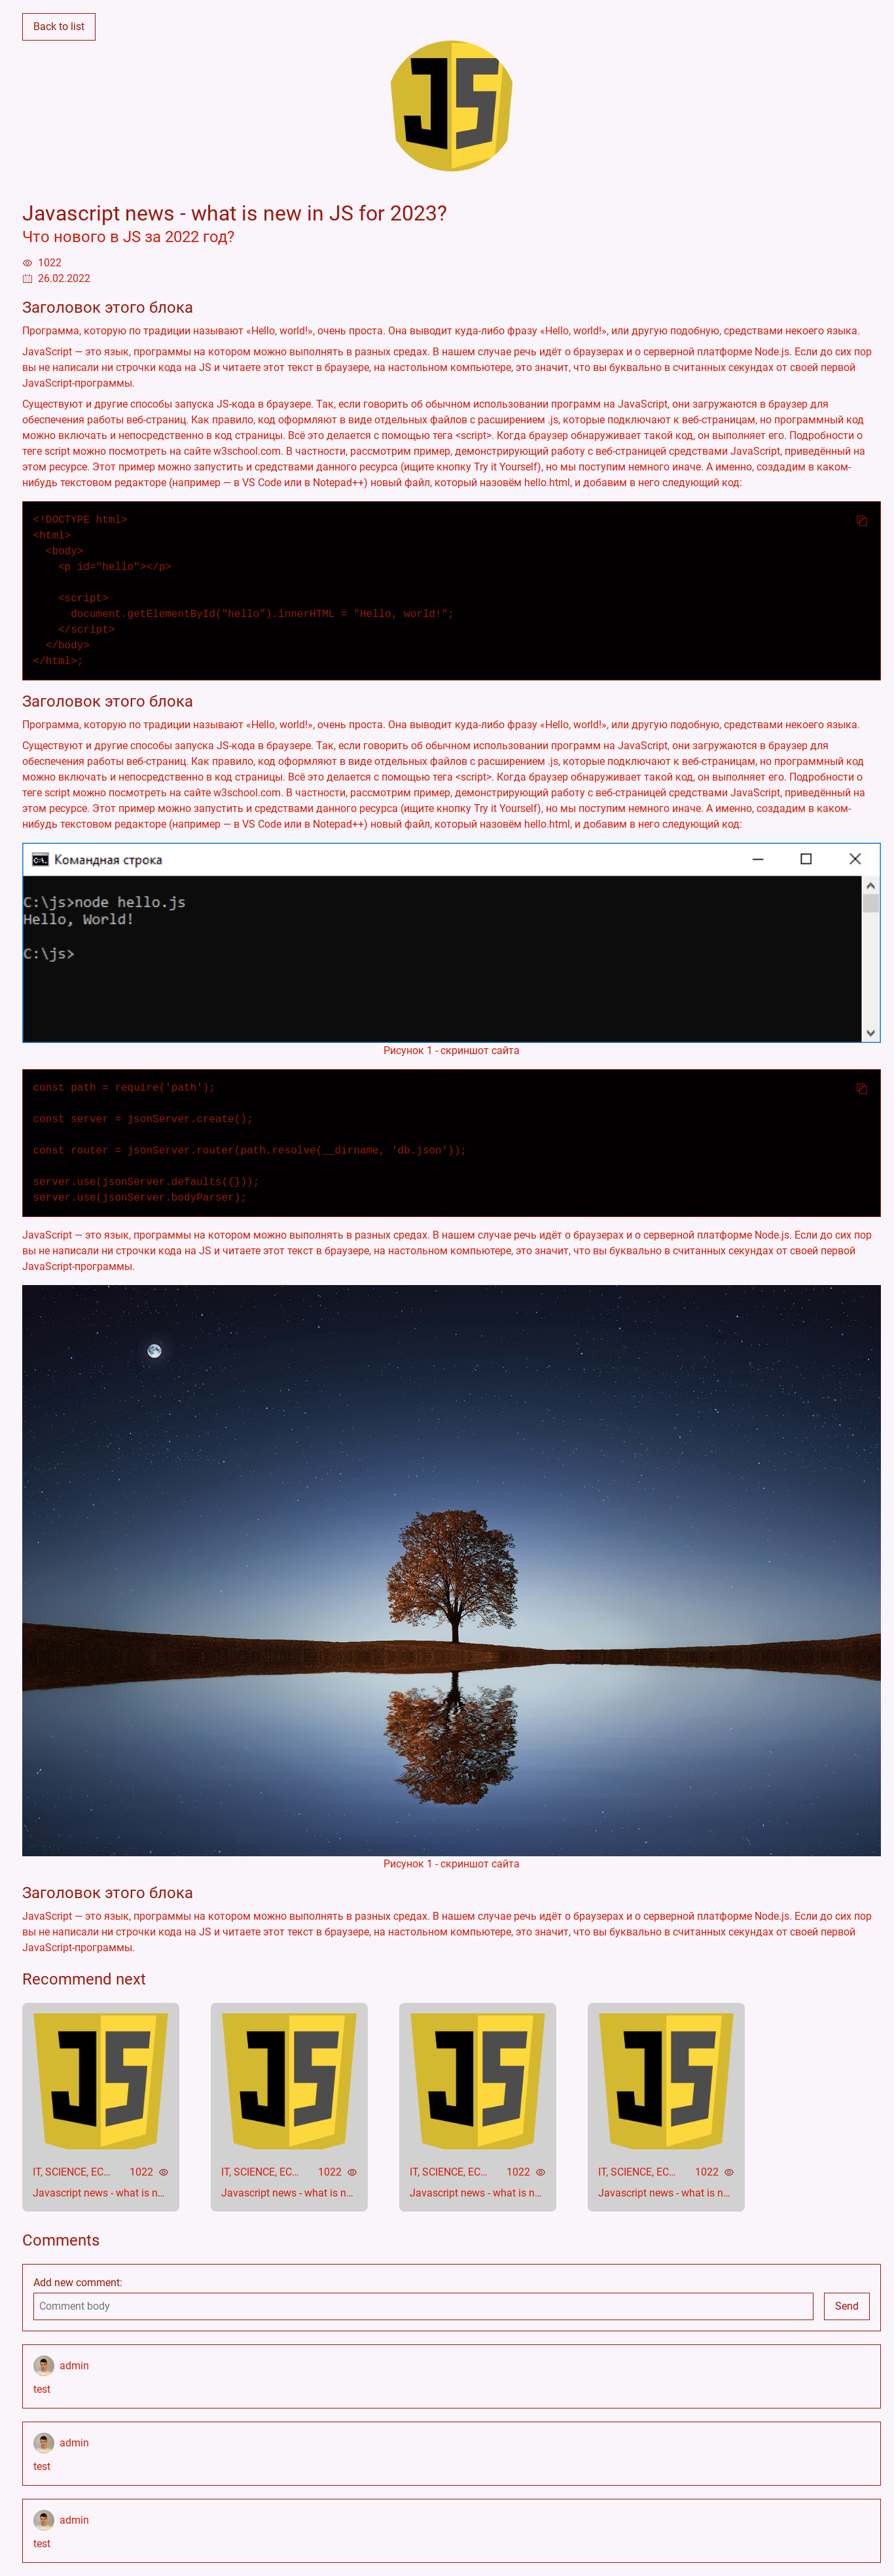 Back to list
JS
Javascript news - what is new in JS for 2023?
Что нового в JS за 2022 год?
1022
26.02.2022
Заголовок этого блока
Программа, которую по традиции называют «Hello, world!», очень проста. Она выводит куда-либо фразу «Hello, world!», или другую подобную, средствами некоего языка.
JavaScript — это язык, программы на котором можно выполнять в разных средах. В нашем случае речь идёт о браузерах и о серверной платформе Node.js. Если до сих пор
вы не написали ни строчки кода на JS и читаете этот текст в браузере, на настольном компьютере, это значит, что вы буквально в считанных секундах от своей первой
JavaScript-программы.
Существуют и другие способы запуска JS-кода в браузере. Так, если говорить об обычном использовании программ на JavaScript, они загружаются в браузер для
обеспечения работы веб-страниц. Как правило, код оформляют в виде отдельных файлов с расширением .js, которые подключают к веб-страницам, но программный код
можно включать и непосредственно в код страницы. Всё это делается с помощью тега <script>. Когда браузер обнаруживает такой код, он выполняет его. Подробности о
теге script можно посмотреть на сайте w3school.com. В частности, рассмотрим пример, демонстрирующий работу с веб-страницей средствами JavaScript, приведённый на
этом ресурсе. Этот пример можно запустить и средствами данного ресурса (ищите кнопку Try it Yourself), но мы поступим немного иначе. А именно, создадим в каком-
нибудь текстовом редакторе (например — в VS Code или в Notepad++) новый файл, который назовём hello.html, и добавим в него следующий код:
<!DOCTYPE html>
<html>
  <body>
    <p id="hello"></p>
    <script>
      document.getElementById("hello").innerHTML = "Hello, world!";
    </script>
  </body>
</html>;
Заголовок этого блока
Программа, которую по традиции называют «Hello, world!», очень проста. Она выводит куда-либо фразу «Hello, world!», или другую подобную, средствами некоего языка.
Существуют и другие способы запуска JS-кода в браузере. Так, если говорить об обычном использовании программ на JavaScript, они загружаются в браузер для
обеспечения работы веб-страниц. Как правило, код оформляют в виде отдельных файлов с расширением .js, которые подключают к веб-страницам, но программный код
можно включать и непосредственно в код страницы. Всё это делается с помощью тега <script>. Когда браузер обнаруживает такой код, он выполняет его. Подробности о
теге script можно посмотреть на сайте w3school.com. В частности, рассмотрим пример, демонстрирующий работу с веб-страницей средствами JavaScript, приведённый на
этом ресурсе. Этот пример можно запустить и средствами данного ресурса (ищите кнопку Try it Yourself), но мы поступим немного иначе. А именно, создадим в каком-
нибудь текстовом редакторе (например — в VS Code или в Notepad++) новый файл, который назовём hello.html, и добавим в него следующий код:
C:\. Командная строка
C:\js>node hello.js
Hello, World!
C:\js>
Рисунок 1 - скриншот сайта
const path = require('path');
const server = jsonServer.create();
const router = jsonServer.router(path.resolve(__dirname, 'db.json'));
server.use(jsonServer.defaults({}));
server.use(jsonServer.bodyParser);
JavaScript — это язык, программы на котором можно выполнять в разных средах. В нашем случае речь идёт о браузерах и о серверной платформе Node.js. Если до сих пор
вы не написали ни строчки кода на JS и читаете этот текст в браузере, на настольном компьютере, это значит, что вы буквально в считанных секундах от своей первой
JavaScript-программы.
Рисунок 1 - скриншот сайта
Заголовок этого блока
JavaScript — это язык, программы на котором можно выполнять в разных средах. В нашем случае речь идёт о браузерах и о серверной платформе Node.js. Если до сих пор
вы не написали ни строчки кода на JS и читаете этот текст в браузере, на настольном компьютере, это значит, что вы буквально в считанных секундах от своей первой
JavaScript-программы.
Recommend next
JS JS JS JS
IT, SCIENCE, EC... 1022 IT, SCIENCE, EC... 1022 IT, SCIENCE, EC... 1022 IT, SCIENCE, EC... 1022
Javascript news - what is n... Javascript news - what is n... Javascript news - what is n... Javascript news - what is n...
Comments
Add new comment:
Comment body Send
admin
test
admin
test
admin
test